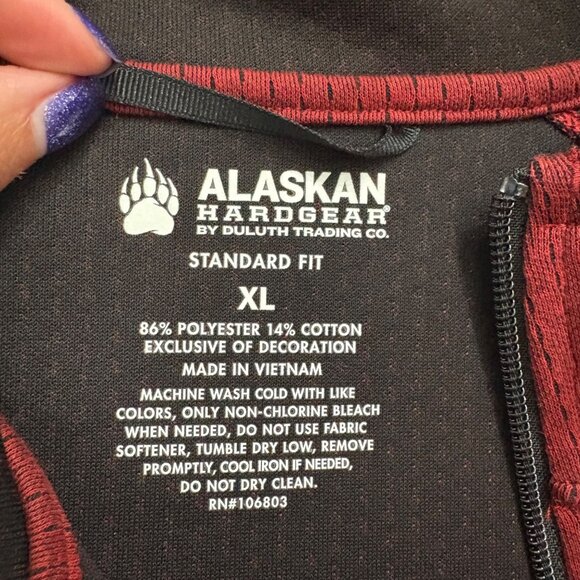 ALASKAN
HARDGEAR®
BY DULUTH TRADING CO.
STANDARD FIT
XL
86% POLYESTER 14% COTTON
EXCLUSIVE OF DECORATION
MADE IN VIETNAM
MACHINE WASH COLD WITH LIKE
COLORS, ONLY NON-CHLORINE BLEACH
WHEN NEEDED, DO NOT USE FABRIC
SOFTENER, TUMBLE DRY LOW, REMOVE
PROMPTLY, COOL IRON IF NEEDED,
DO NOT DRY CLEAN.
RN#106803